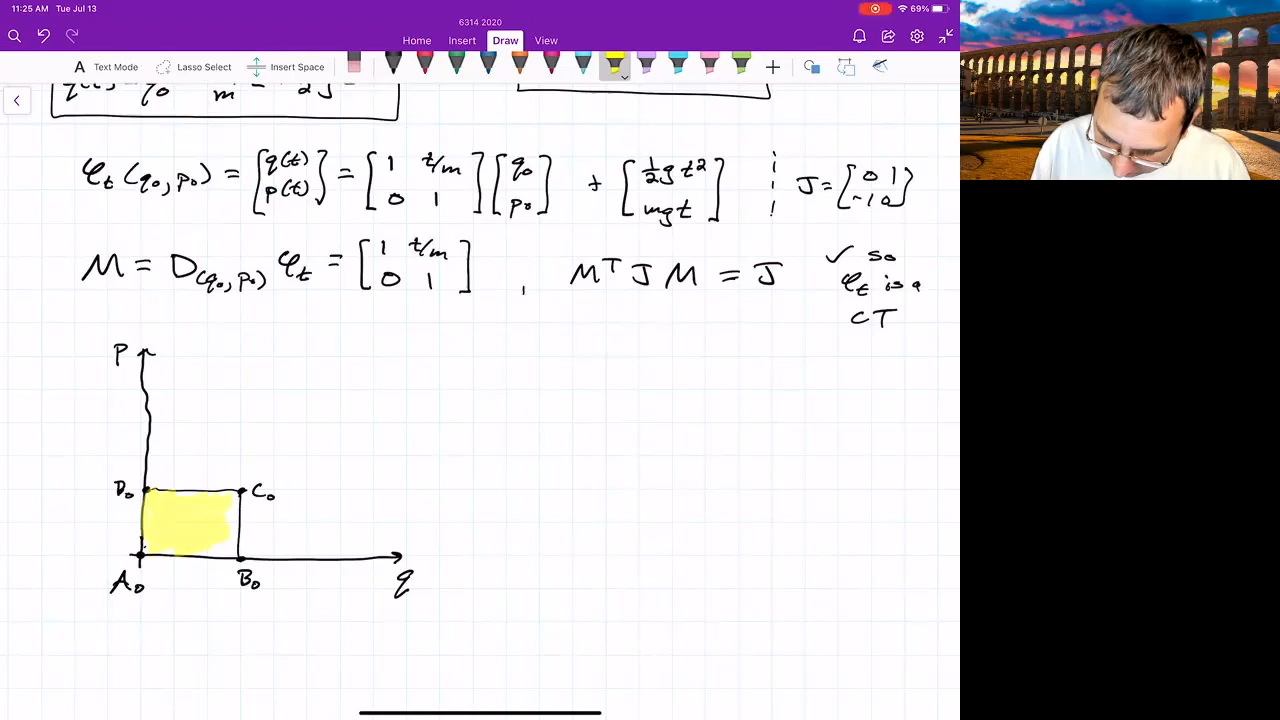 11:25 AM Tue Jul 13
69%
6314 2020
Home Insert Draw View
Text Mode Lasso Select Insert Space
φt (q0, p0) = [q(t) p(t)] = [1 t/m 0 1] [q0 p0] + [½gt² mgt] J = [0 1 -1 0]
M = D(q0, p0) φt = [1 t/m 0 1] , Mᵀ J M = J ✓ so
φt is a
CT
P
D0 C0
A0 B0 q